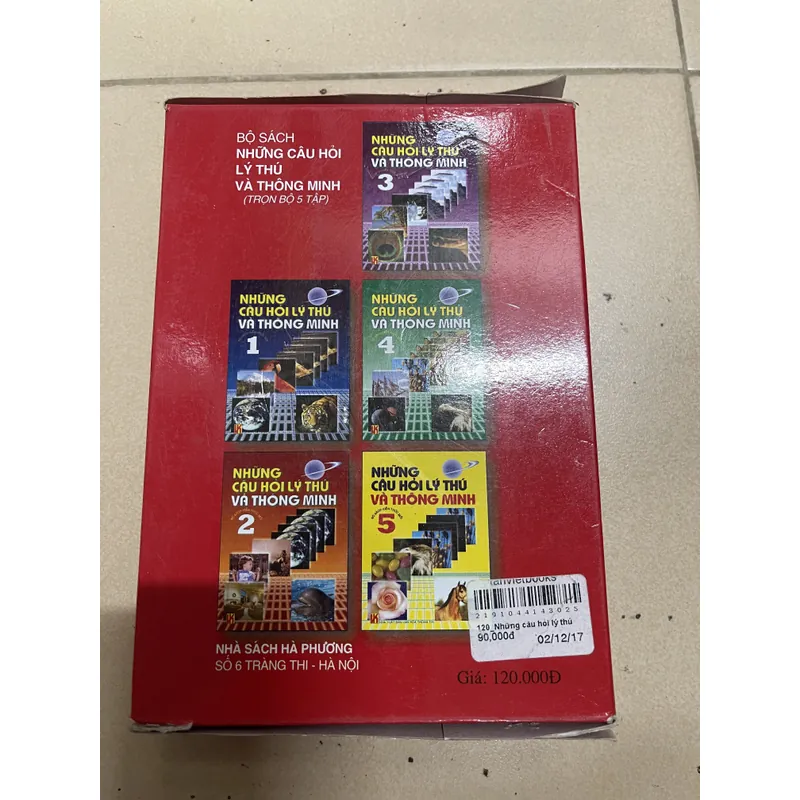 BỘ SÁCH
NHỮNG CÂU HỎI
LÝ THÚ
VÀ THÔNG MINH
(TRỌN BỘ 5 TẬP)
NHỮNG
CÂU HỎI LÝ THÚ
VÀ THÔNG MINH
3
NHỮNG
CÂU HỎI LÝ THÚ
VÀ THÔNG MINH
1
NHỮNG
CÂU HỎI LÝ THÚ
VÀ THÔNG MINH
4
NHỮNG
CÂU HỎI LÝ THÚ
VÀ THÔNG MINH
2
NHỮNG
CÂU HỎI LÝ THÚ
VÀ THÔNG MINH
5
NHÀ SÁCH HÀ PHƯƠNG
SỐ 6 TRÀNG THI - HÀ NỘI
2191044143025
120_Những câu hỏi lý thú
90,000đ 02/12/17
Giá: 120.000Đ